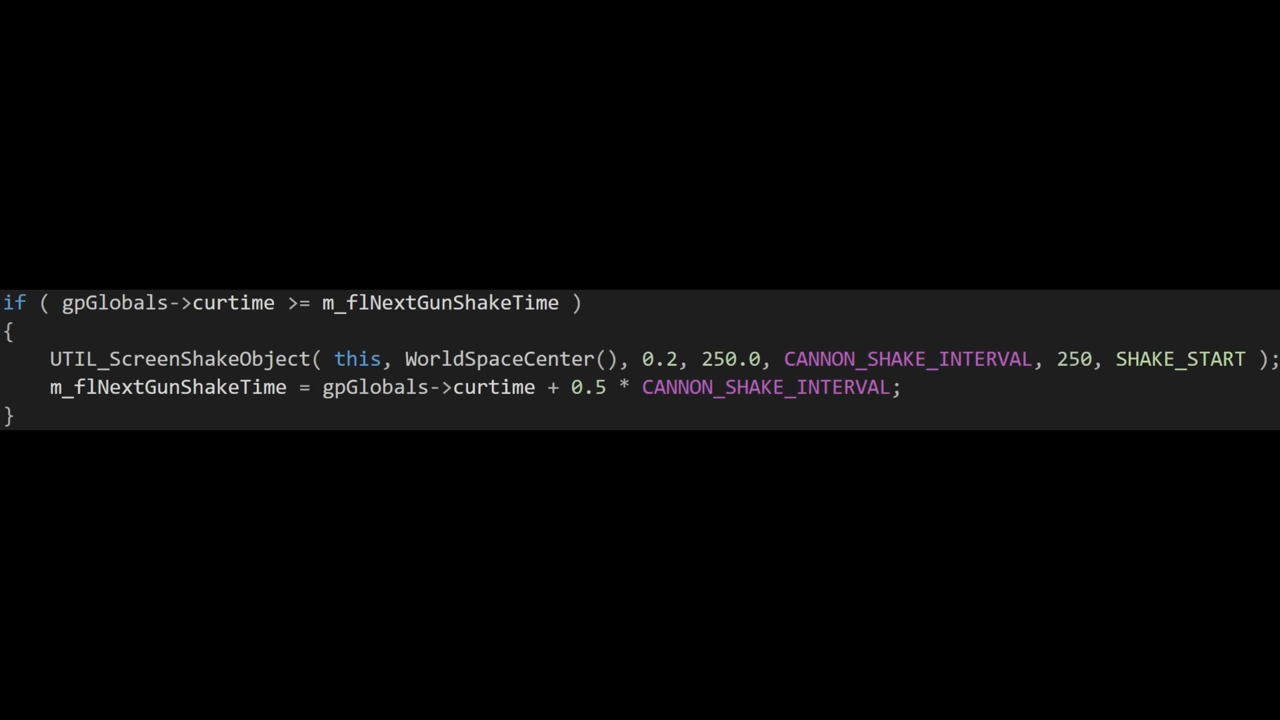 if ( gpGlobals->curtime >= m_flNextGunShakeTime )
{
    UTIL_ScreenShakeObject( this, WorldSpaceCenter(), 0.2, 250.0, CANNON_SHAKE_INTERVAL, 250, SHAKE_START );
    m_flNextGunShakeTime = gpGlobals->curtime + 0.5 * CANNON_SHAKE_INTERVAL;
}